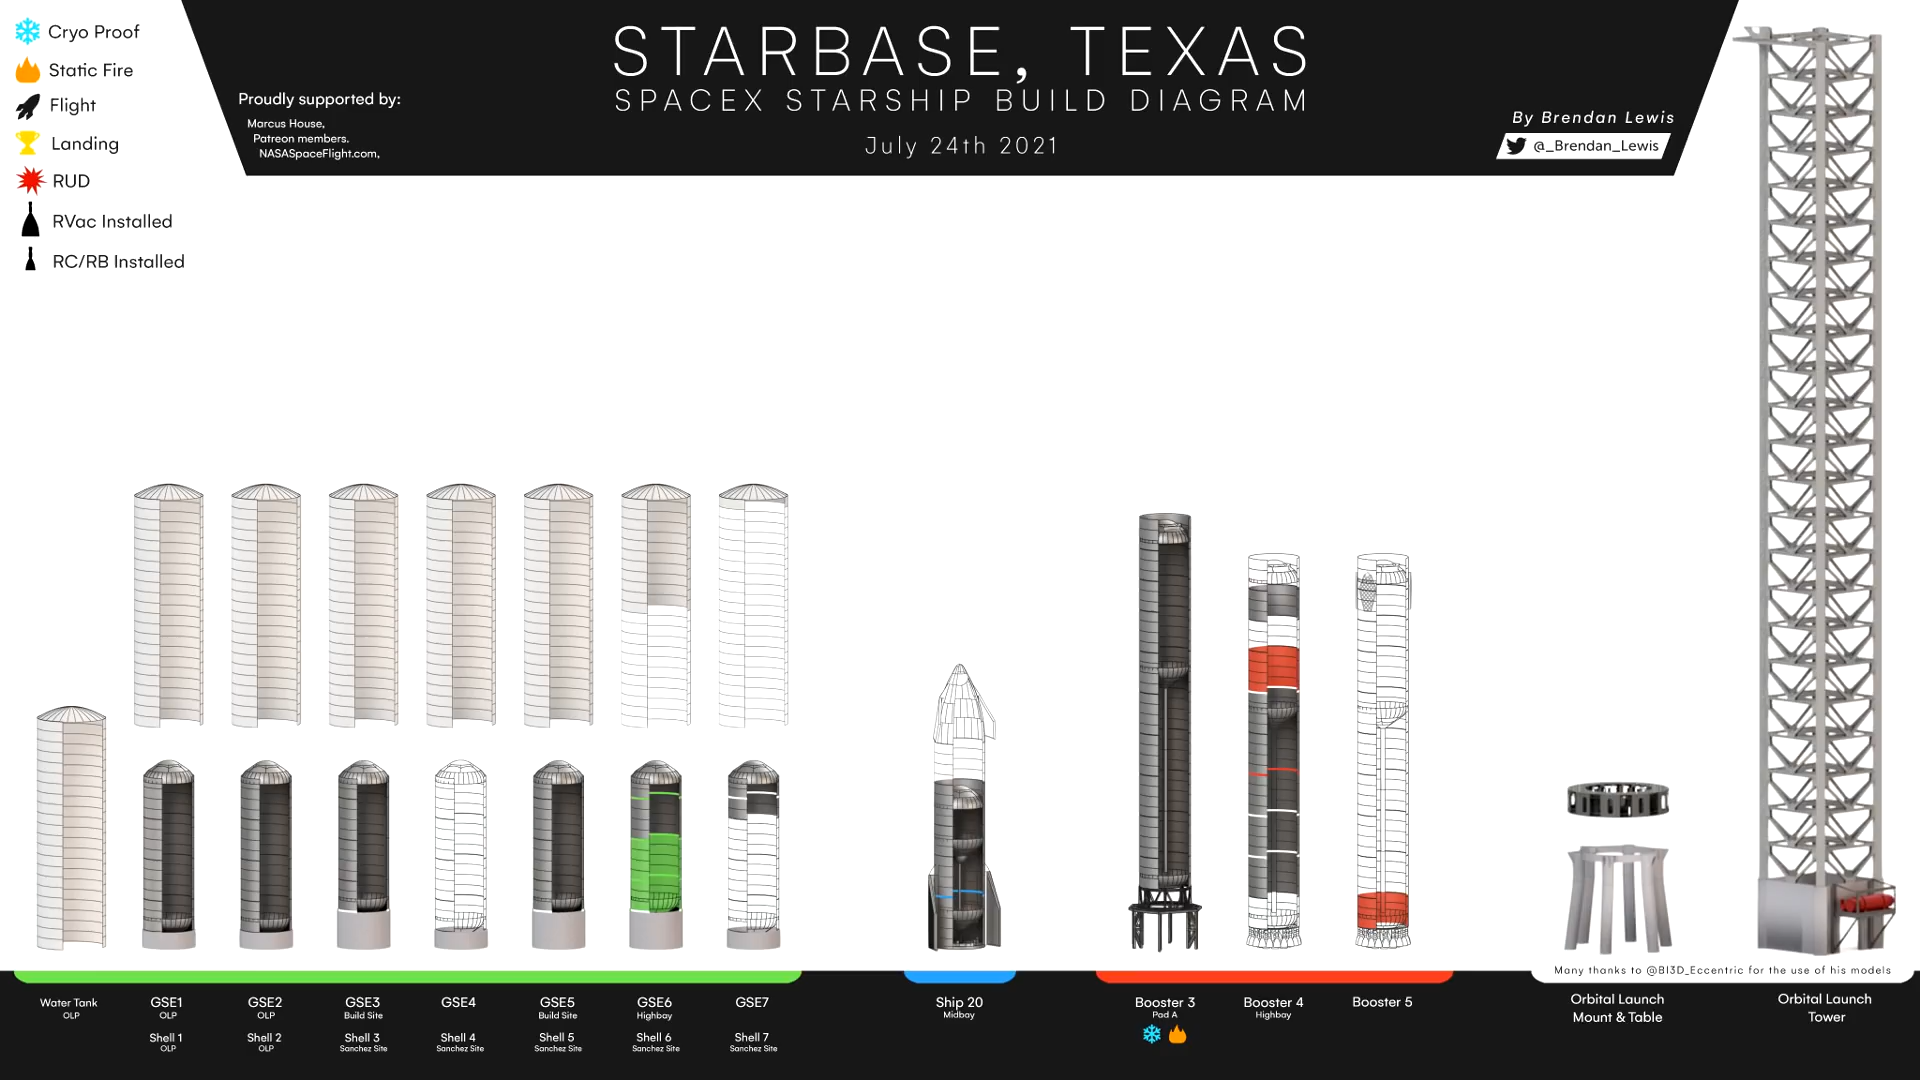 Cryo Proof
Static Fire
Flight
Landing
RUD
RVac Installed
RC/RB Installed
Proudly supported by:
Marcus House,
Patreon members.
NASASpaceFlight.com,
STARBASE, TEXAS
SPACEX STARSHIP BUILD DIAGRAM
July 24th 2021
By Brendan Lewis
@_Brendan_Lewis
Many thanks to @BI3D_Eccentric for the use of his models
Water Tank
OLP
GSE1
OLP
Shell 1
OLP
GSE2
OLP
Shell 2
OLP
GSE3
Build Site
Shell 3
Sanchez Site
GSE4
Shell 4
Sanchez Site
GSE5
Build Site
Shell 5
Sanchez Site
GSE6
Highbay
Shell 6
Sanchez Site
GSE7
Shell 7
Sanchez Site
Ship 20
Midbay
Booster 3
Pad A
Booster 4
Highbay
Booster 5
Orbital Launch
Mount & Table
Orbital Launch
Tower